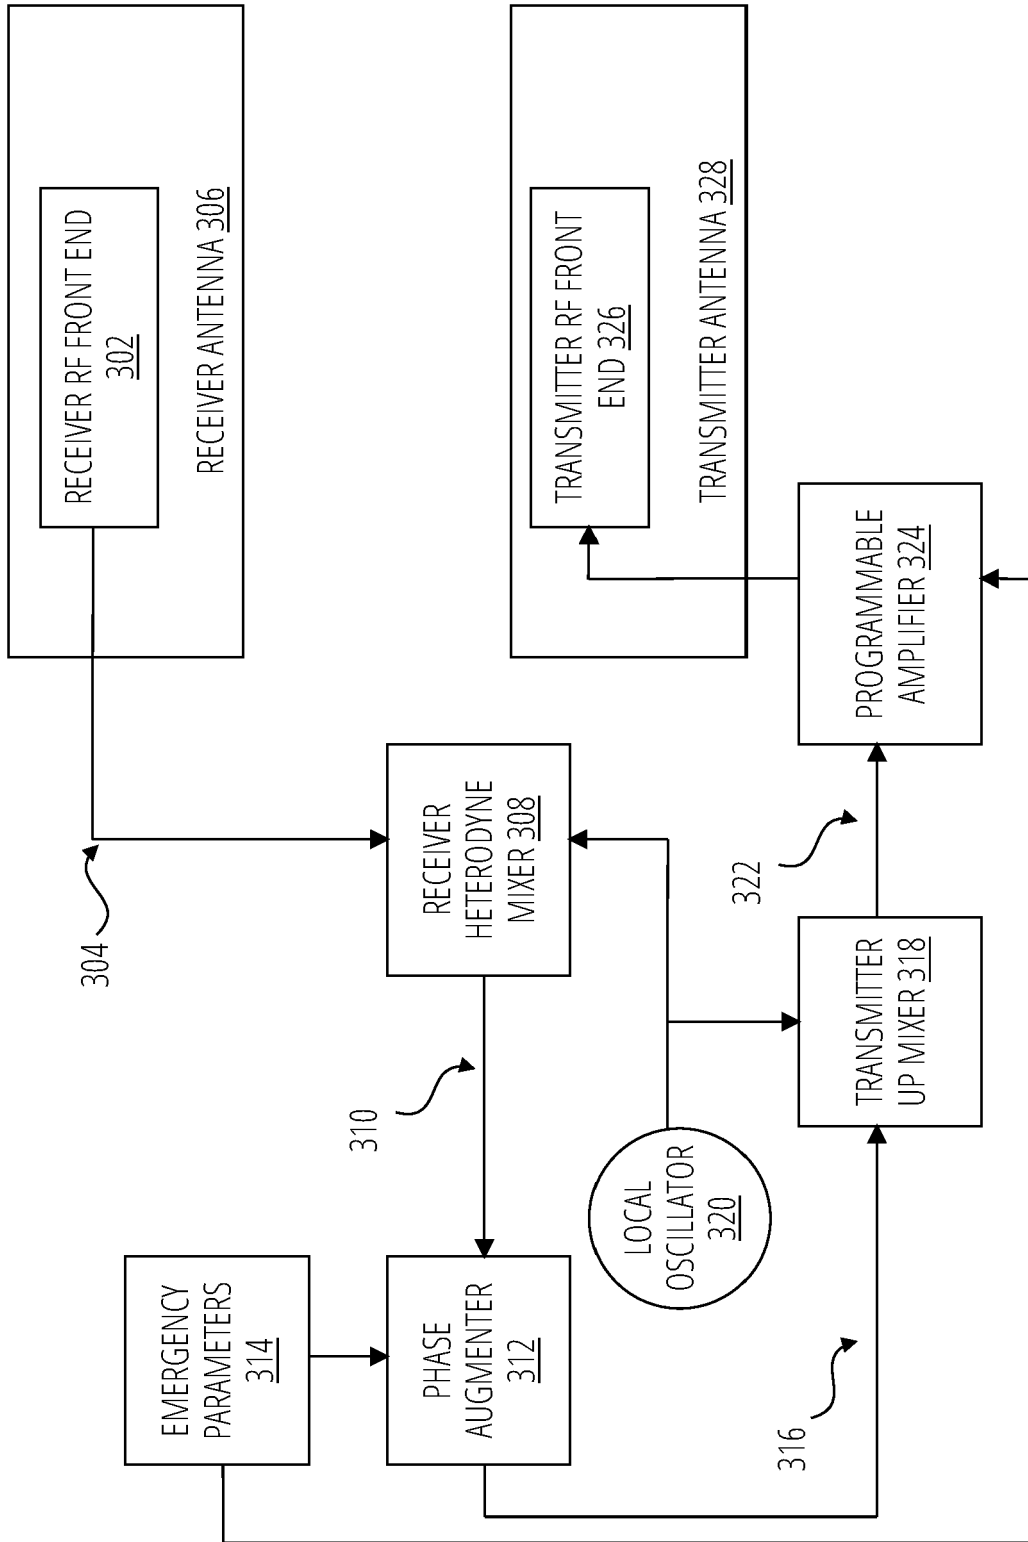 EMERGENCY
PARAMETERS
314
PHASE
AUGMENTER
312
316
310
LOCAL
OSCILLATOR
320
304
RECEIVER
HETERODYNE
MIXER 308
TRANSMITTER
UP MIXER 318
322
RECEIVER RF FRONT END
302
RECEIVER ANTENNA 306
TRANSMITTER RF FRONT
END 326
TRANSMITTER ANTENNA 328
PROGRAMMABLE
AMPLIFIER 324